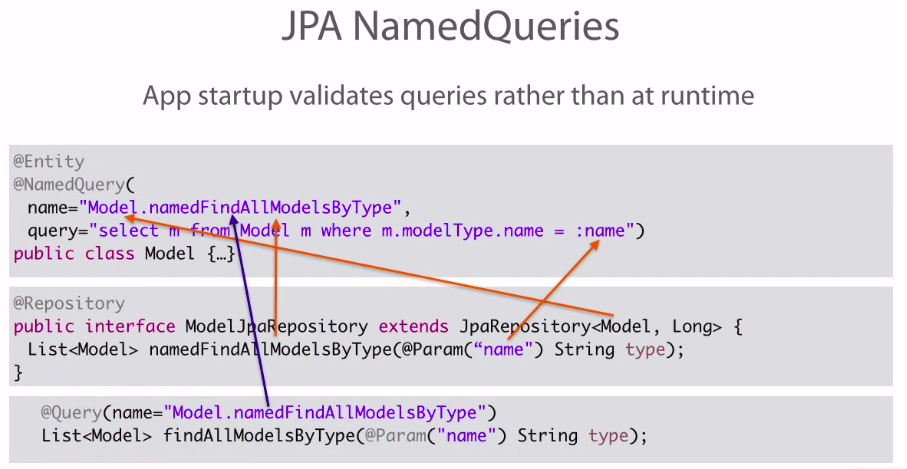 JPA NamedQueries
App startup validates queries rather than at runtime
@Entity
@NamedQuery(
name="Model.namedFindAllModelsByType",
query="select m from Model m where m.modelType.name = :name")
public class Model {…}
@Repository
public interface ModelJpaRepository extends JpaRepository<Model, Long> {
List<Model> namedFindAllModelsByType(@Param(“name") String type);
}
@Query(name="Model.namedFindAllModelsByType")
List<Model> findAllModelsByType(@Param("name") String type);